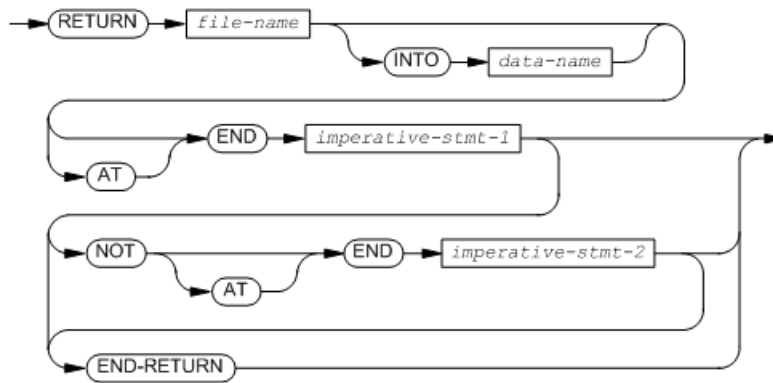 RETURN file-name
INTO data-name
END imperative-stmt-1
AT
NOT END imperative-stmt-2
AT
END-RETURN